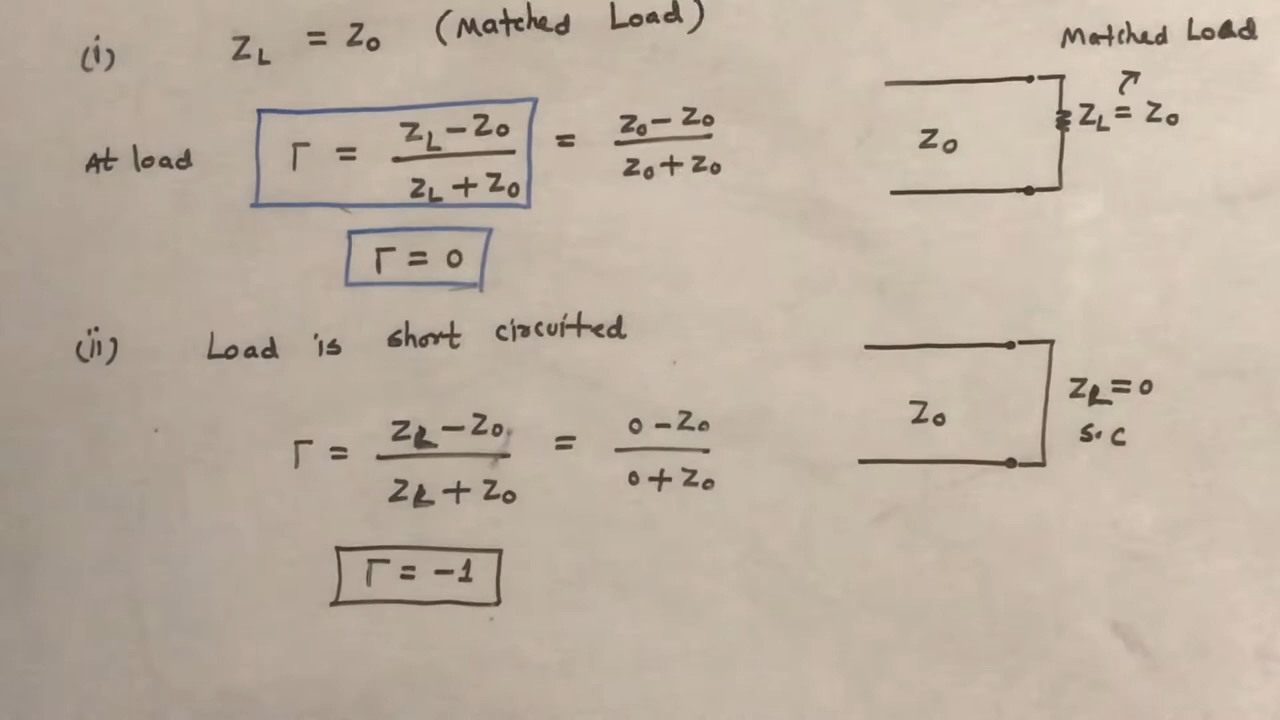 (i) Z_L = Z_0 (Matched Load)
Matched Load
At load Γ = (Z_L - Z_0) / (Z_L + Z_0) = (Z_0 - Z_0) / (Z_0 + Z_0)
Z_0
Z_L = Z_0
Γ = 0
(ii) Load is short circuited
Γ = (Z_L - Z_0) / (Z_L + Z_0) = (0 - Z_0) / (0 + Z_0)
Z_0
Z_L = 0
S.C
Γ = -1